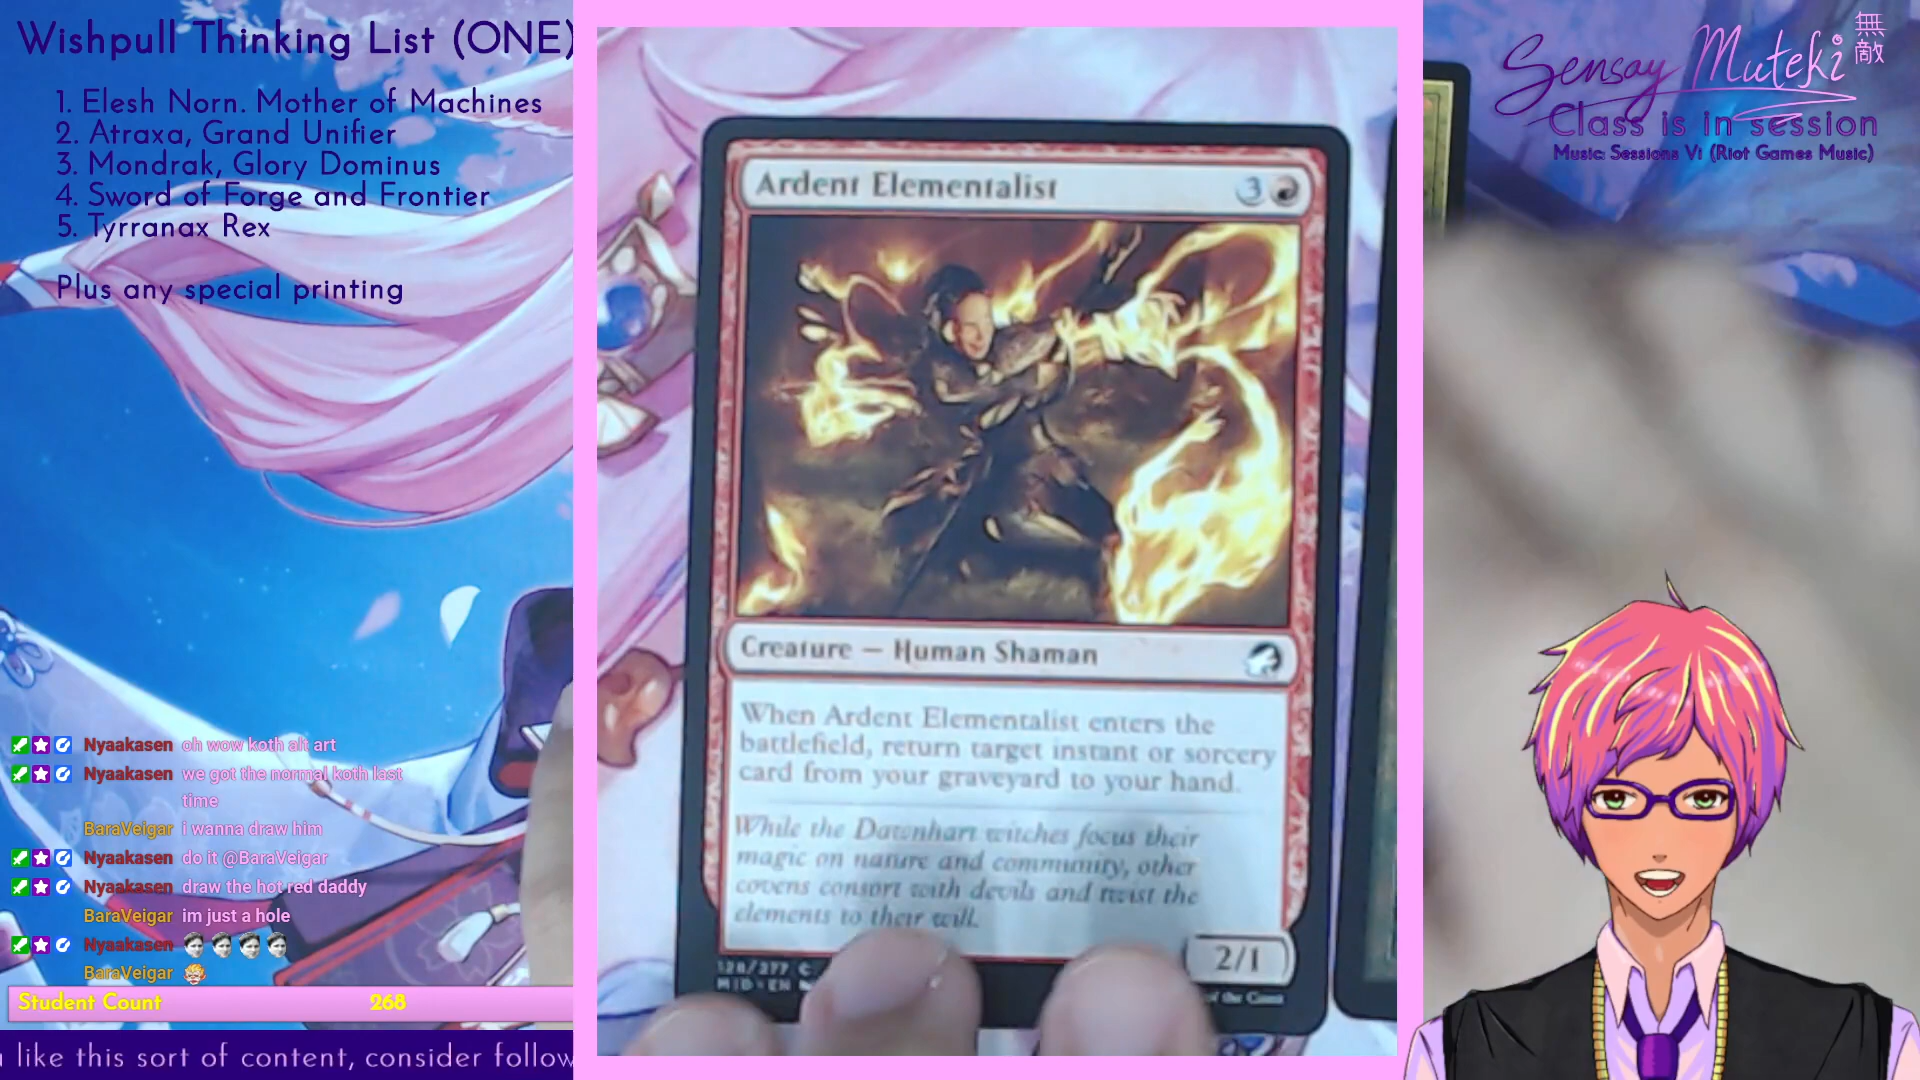 Wishpull Thinking List (ONE)
1. Elesh Norn. Mother of Machines
2. Atraxa, Grand Unifier
3. Mondrak, Glory Dominus
4. Sword of Forge and Frontier
5. Tyrranax Rex
Plus any special printing
Nyaakasen oh wow koth alt art
Nyaakasen we got the normal koth last
time
BaraVeigar i wanna draw him
Nyaakasen do it @BaraVeigar
Nyaakasen draw the hot red daddy
BaraVeigar im just a hole
Nyaakasen
BaraVeigar
Student Count 268
like this sort of content, consider follow
Ardent Elementalist 3
Creature — Human Shaman
When Ardent Elementalist enters the
battlefield, return target instant or sorcery
card from your graveyard to your hand.
While the Dawnhart witches focus their
magic on nature and community, other
covens consort with devils and twist the
elements to their will.
2/1
128/277 C
MID • EN
of the Coast
Sensay Muteki 無敵
Class is in session
Music: Sessions Vi (Riot Games Music)